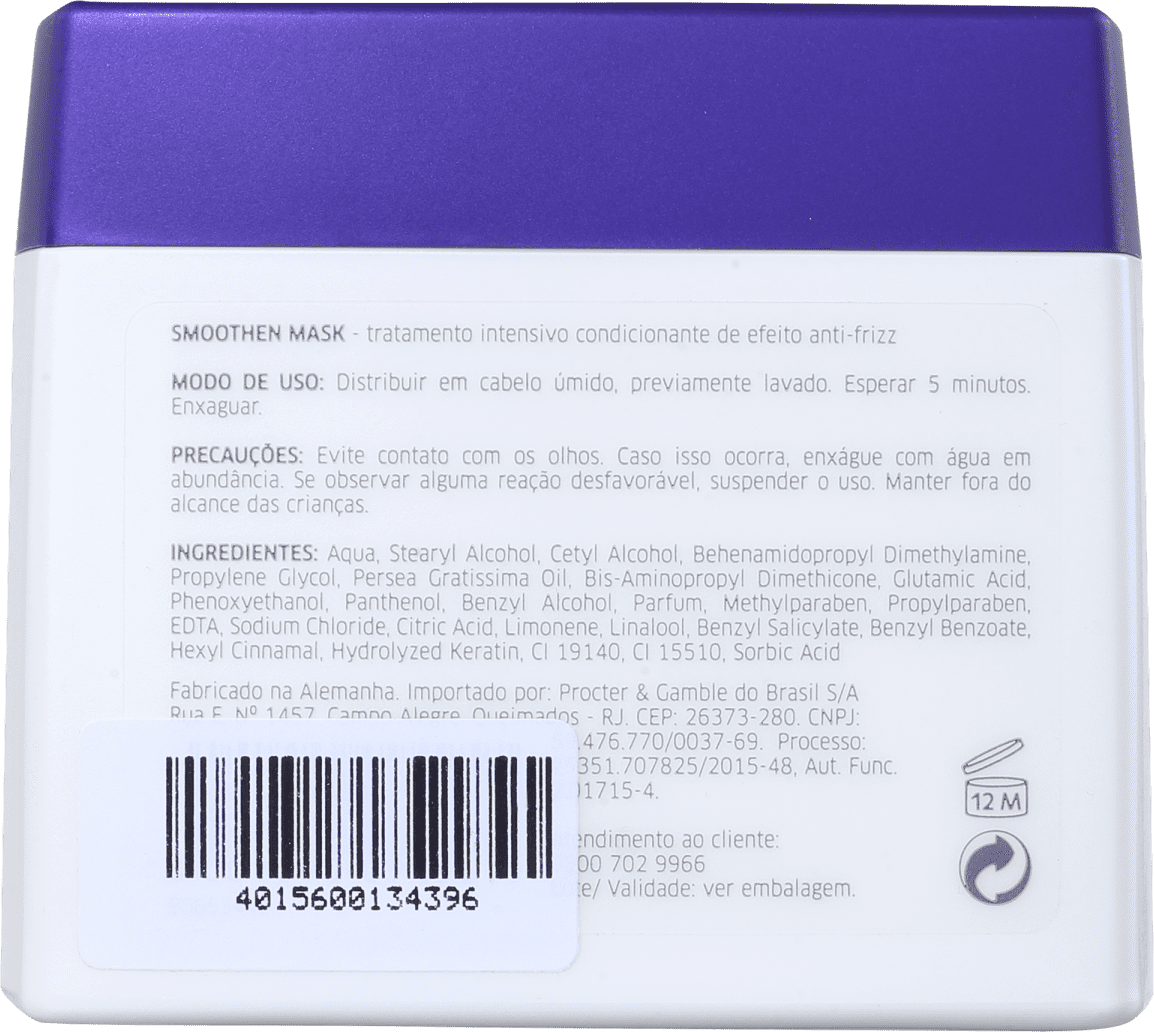 SMOOTHEN MASK - tratamento intensivo condicionante de efeito anti-frizz
MODO DE USO: Distribuir em cabelo úmido, previamente lavado. Esperar 5 minutos.
Enxaguar.
PRECAUÇÕES: Evite contato com os olhos. Caso isso ocorra, enxágue com água em
abundância. Se observar alguma reação desfavorável, suspender o uso. Manter fora do
alcance das crianças.
INGREDIENTES: Aqua, Stearyl Alcohol, Cetyl Alcohol, Behenamidopropyl Dimethylamine,
Propylene Glycol, Persea Gratissima Oil, Bis-Aminopropyl Dimethicone, Glutamic Acid,
Phenoxyethanol, Panthenol, Benzyl Alcohol, Parfum, Methylparaben, Propylparaben,
EDTA, Sodium Chloride, Citric Acid, Limonene, Linalool, Benzyl Salicylate, Benzyl Benzoate,
Hexyl Cinnamal, Hydrolyzed Keratin, CI 19140, CI 15510, Sorbic Acid
Fabricado na Alemanha. Importado por: Procter & Gamble do Brasil S/A
Rua F, Nº 1457, Campo Alegre, Queimados - RJ. CEP: 26373-280. CNPJ:
.476.770/0037-69. Processo:
351.707825/2015-48, Aut. Func.
01715-4.
endimento ao cliente:
00 702 9966
Validade: ver embalagem.
12 M
4015600134396